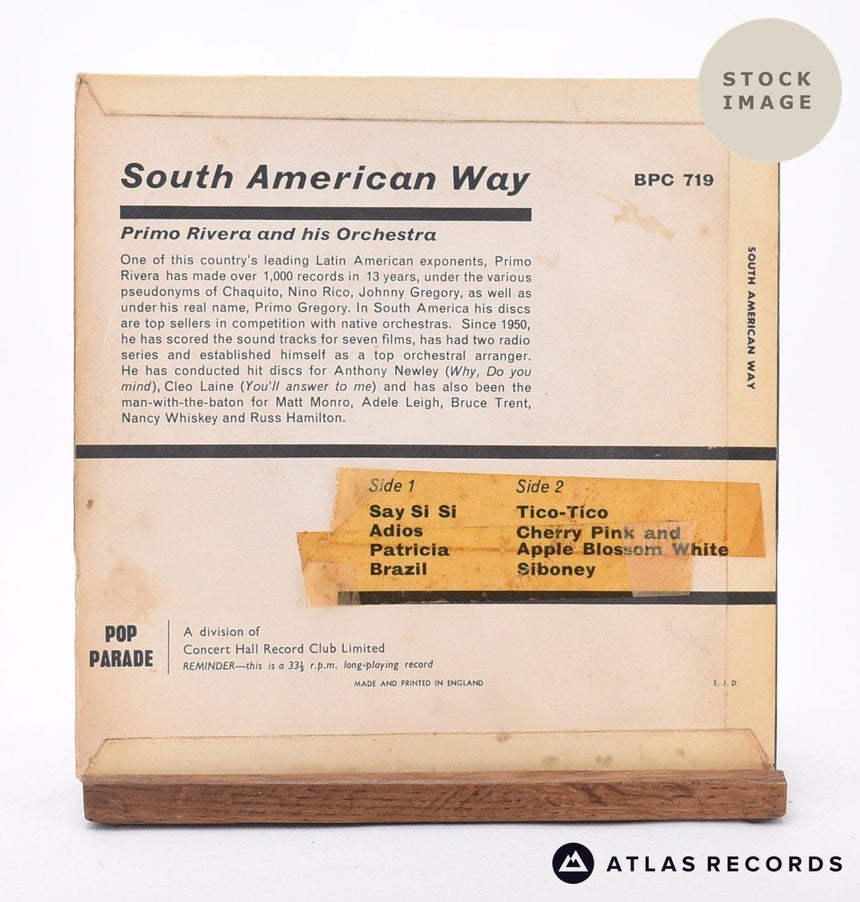 STOCK
IMAGE
South American Way
BPC 719
Primo Rivera and his Orchestra
One of this country's leading Latin American exponents, Primo
Rivera has made over 1,000 records in 13 years, under the various
pseudonyms of Chaquito, Nino Rico, Johnny Gregory, as well as
under his real name, Primo Gregory. In South America his discs
are top sellers in competition with native orchestras. Since 1950,
he has scored the sound tracks for seven films, has had two radio
series and established himself as a top orchestral arranger.
He has conducted hit discs for Anthony Newley (Why, Do you
mind), Cleo Laine (You'll answer to me) and has also been the
man-with-the-baton for Matt Monro, Adele Leigh, Bruce Trent,
Nancy Whiskey and Russ Hamilton.
SOUTH AMERICAN WAY
Side 1
Say Si Si
Adios
Patricia
Brazil
Side 2
Tico-Tico
Cherry Pink and
Apple Blossom White
Siboney
POP
PARADE
A division of
Concert Hall Record Club Limited
REMINDER—this is a 33⅓ r.p.m. long-playing record
MADE AND PRINTED IN ENGLAND
E. J. D.
ATLAS RECORDS